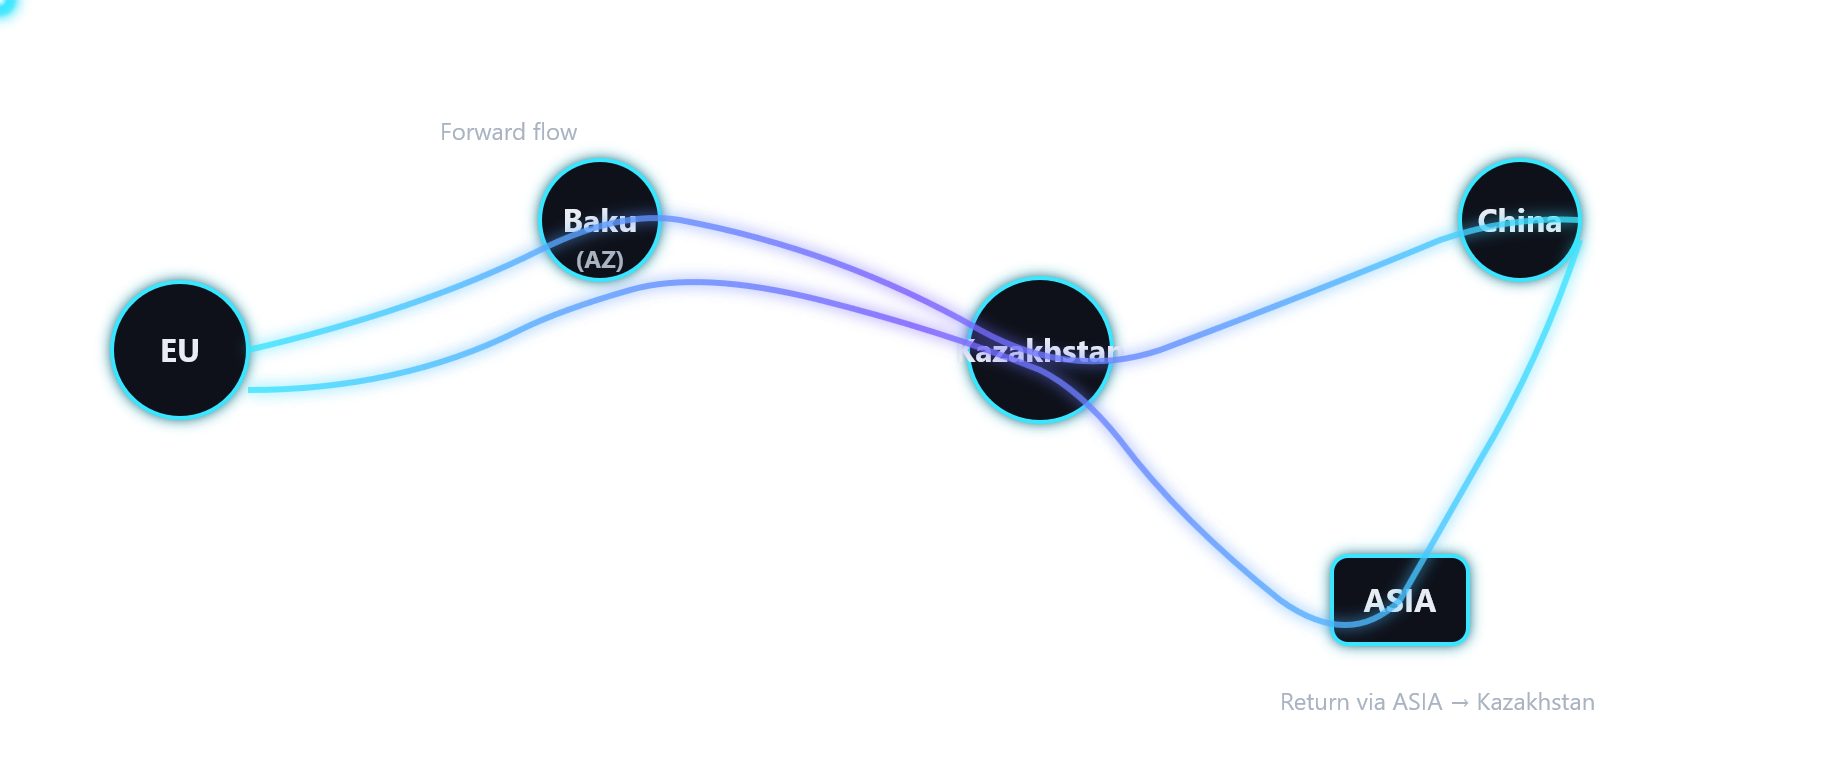 Forward flow
Baku
(AZ)
China
EU
Kazakhstan
ASIA
Return via ASIA → Kazakhstan